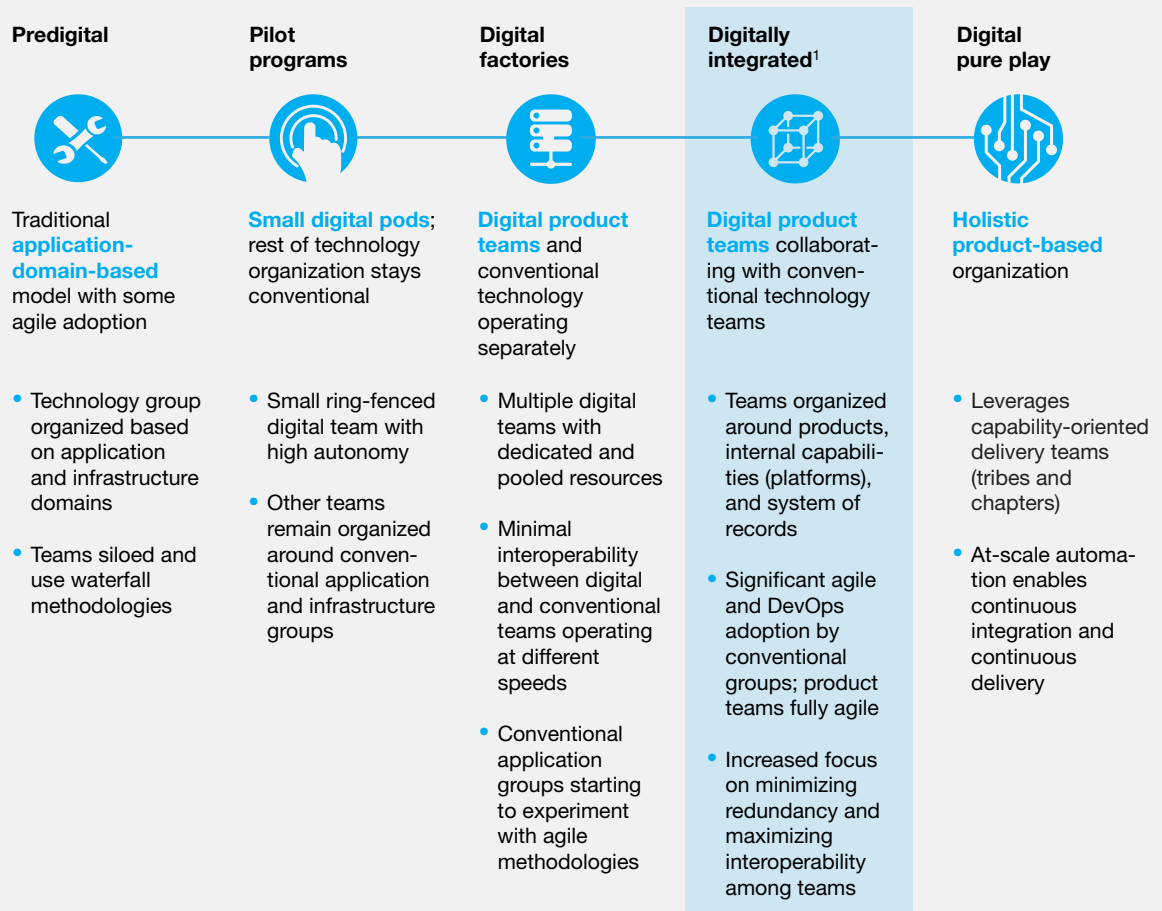 Predigital
Pilot
programs
Digital
factories
Digitally
integrated1
Digital
pure play
Traditional
application-
domain-based
model with some
agile adoption
Small digital pods;
rest of technology
organization stays
conventional
Digital product
teams and
conventional
technology
operating
separately
Digital product
teams collaborat-
ing with conven-
tional technology
teams
Holistic
product-based
organization
• Technology group
organized based
on application
and infrastructure
domains
• Teams siloed and
use waterfall
methodologies
• Small ring-fenced
digital team with
high autonomy
• Other teams
remain organized
around conven-
tional application
and infrastructure
groups
• Multiple digital
teams with
dedicated and
pooled resources
• Minimal
interoperability
between digital
and conventional
teams operating
at different
speeds
• Conventional
application
groups starting
to experiment
with agile
methodologies
• Teams organized
around products,
internal capabili-
ties (platforms),
and system of
records
• Significant agile
and DevOps
adoption by
conventional
groups; product
teams fully agile
• Increased focus
on minimizing
redundancy and
maximizing
interoperability
among teams
• Leverages
capability-oriented
delivery teams
(tribes and
chapters)
• At-scale automa-
tion enables
continuous
integration and
continuous
delivery